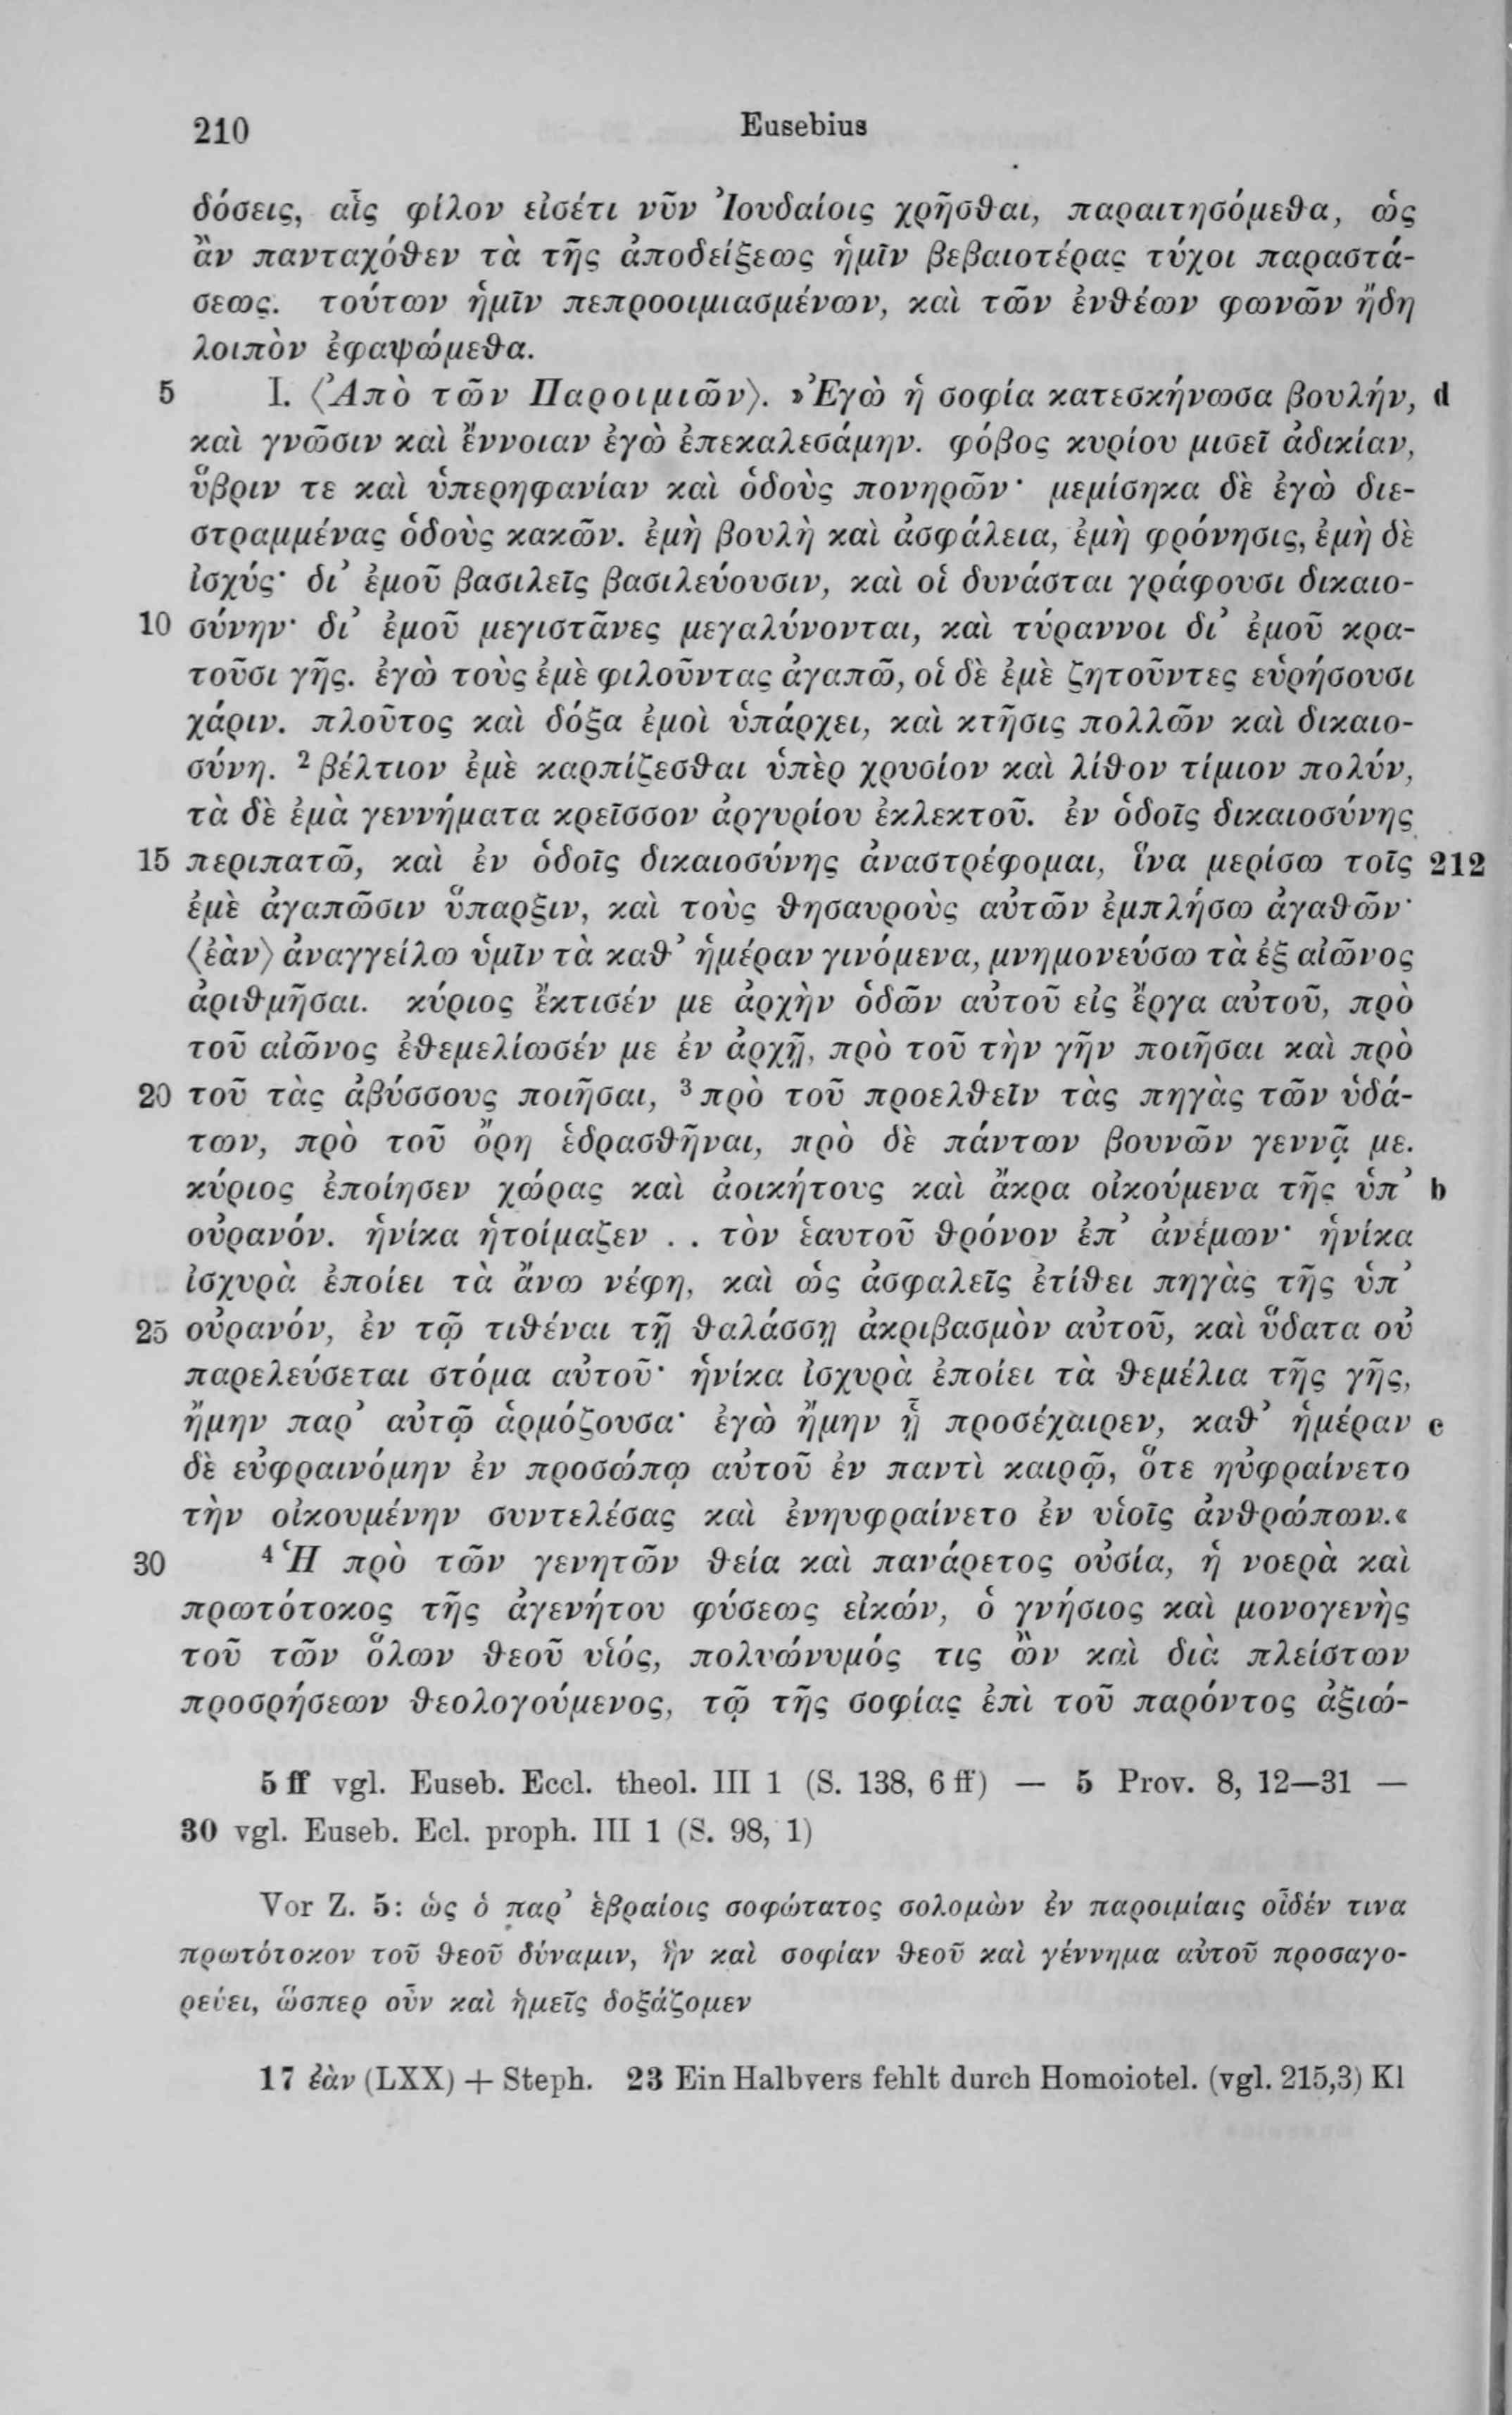 210 Eusebius
δόσεις, αἷς φίλον εἰσέτι νῦν Ἰουδαίοις χρῆσθαι, παραιτησόμεθα, ὡς
ἂν πανταχόθεν τὰ τῆς ἀποδείξεως ἡμῖν βεβαιοτέρας τύχοι παραστά-
σεως. τούτων ἡμῖν πεπροοιμιασμένων, καὶ τῶν ἐνθέων φωνῶν ἤδη
λοιπὸν ἐφαψώμεθα.
5 I. ⟨Ἀπὸ τῶν Παροιμιῶν⟩. »Ἐγὼ ἡ σοφία κατεσκήνωσα βουλήν, d
καὶ γνῶσιν καὶ ἔννοιαν ἐγὼ ἐπεκαλεσάμην. φόβος κυρίου μισεῖ ἀδικίαν,
ὕβριν τε καὶ ὑπερηφανίαν καὶ ὁδοὺς πονηρῶν· μεμίσηκα δὲ ἐγὼ διε-
στραμμένας ὁδοὺς κακῶν. ἐμὴ βουλὴ καὶ ἀσφάλεια, ἐμὴ φρόνησις, ἐμὴ δὲ
ἰσχύς· δι’ ἐμοῦ βασιλεῖς βασιλεύουσιν, καὶ οἱ δυνάσται γράφουσι δικαιο-
10 σύνην· δι’ ἐμοῦ μεγιστᾶνες μεγαλύνονται, καὶ τύραννοι δι’ ἐμοῦ κρα-
τοῦσι γῆς. ἐγὼ τοὺς ἐμὲ φιλοῦντας ἀγαπῶ, οἱ δὲ ἐμὲ ζητοῦντες εὑρήσουσι
χάριν. πλοῦτος καὶ δόξα ἐμοὶ ὑπάρχει, καὶ κτῆσις πολλῶν καὶ δικαιο-
σύνη. ² βέλτιον ἐμὲ καρπίζεσθαι ὑπὲρ χρυσίον καὶ λίθον τίμιον πολύν,
τὰ δὲ ἐμὰ γεννήματα κρεῖσσον ἀργυρίου ἐκλεκτοῦ. ἐν ὁδοῖς δικαιοσύνης
15 περιπατῶ, καὶ ἐν ὁδοῖς δικαιοσύνης ἀναστρέφομαι, ἵνα μερίσω τοῖς 212
ἐμὲ ἀγαπῶσιν ὕπαρξιν, καὶ τοὺς θησαυροὺς αὐτῶν ἐμπλήσω ἀγαθῶν·
⟨ἐὰν⟩ ἀναγγείλω ὑμῖν τὰ καθ’ ἡμέραν γινόμενα, μνημονεύσω τὰ ἐξ αἰῶνος
ἀριθμῆσαι. κύριος ἔκτισέν με ἀρχὴν ὁδῶν αὐτοῦ εἰς ἔργα αὐτοῦ, πρὸ
τοῦ αἰῶνος ἐθεμελίωσέν με ἐν ἀρχῇ, πρὸ τοῦ τὴν γῆν ποιῆσαι καὶ πρὸ
20 τοῦ τὰς ἀβύσσους ποιῆσαι, ³ πρὸ τοῦ προελθεῖν τὰς πηγὰς τῶν ὑδά-
των, πρὸ τοῦ ὄρη ἑδρασθῆναι, πρὸ δὲ πάντων βουνῶν γεννᾷ με.
κύριος ἐποίησεν χώρας καὶ ἀοικήτους καὶ ἄκρα οἰκούμενα τῆς ὑπ’ b
οὐρανόν. ἡνίκα ἡτοίμαζεν . . τὸν ἑαυτοῦ θρόνον ἐπ’ ἀνέμων· ἡνίκα
ἰσχυρὰ ἐποίει τὰ ἄνω νέφη, καὶ ὡς ἀσφαλεῖς ἐτίθει πηγὰς τῆς ὑπ’
25 οὐρανόν, ἐν τῷ τιθέναι τῇ θαλάσσῃ ἀκριβασμὸν αὐτοῦ, καὶ ὕδατα οὐ
παρελεύσεται στόμα αὐτοῦ· ἡνίκα ἰσχυρὰ ἐποίει τὰ θεμέλια τῆς γῆς,
ἤμην παρ’ αὐτῷ ἁρμόζουσα· ἐγὼ ἤμην ᾗ προσέχαιρεν, καθ’ ἡμέραν c
δὲ εὐφραινόμην ἐν προσώπῳ αὐτοῦ ἐν παντὶ καιρῷ, ὅτε ηὐφραίνετο
τὴν οἰκουμένην συντελέσας καὶ ἐνηυφραίνετο ἐν υἱοῖς ἀνθρώπων.«
30 ⁴ Ἡ πρὸ τῶν γενητῶν θεία καὶ πανάρετος οὐσία, ἡ νοερὰ καὶ
πρωτότοκος τῆς ἀγενήτου φύσεως εἰκών, ὁ γνήσιος καὶ μονογενὴς
τοῦ τῶν ὅλων θεοῦ υἱός, πολυώνυμός τις ὢν καὶ διὰ πλείστων
προσρήσεων θεολογούμενος, τῷ τῆς σοφίας ἐπὶ τοῦ παρόντος ἀξιώ-
5 ff vgl. Euseb. Eccl. theol. III 1 (S. 138, 6 ff) — 5 Prov. 8, 12—31 —
30 vgl. Euseb. Ecl. proph. III 1 (S. 98, 1)
Vor Z. 5: ὡς ὁ παρ’ ἑβραίοις σοφώτατος σολομὼν ἐν παροιμίαις οἶδέν τινα
πρωτότοκον τοῦ θεοῦ δύναμιν, ἣν καὶ σοφίαν θεοῦ καὶ γέννημα αὐτοῦ προσαγο-
ρεύει, ὥσπερ οὖν καὶ ἡμεῖς δοξάζομεν
17 ἐὰν (LXX) + Steph. 23 Ein Halbvers fehlt durch Homoiotel. (vgl. 215,3) Kl